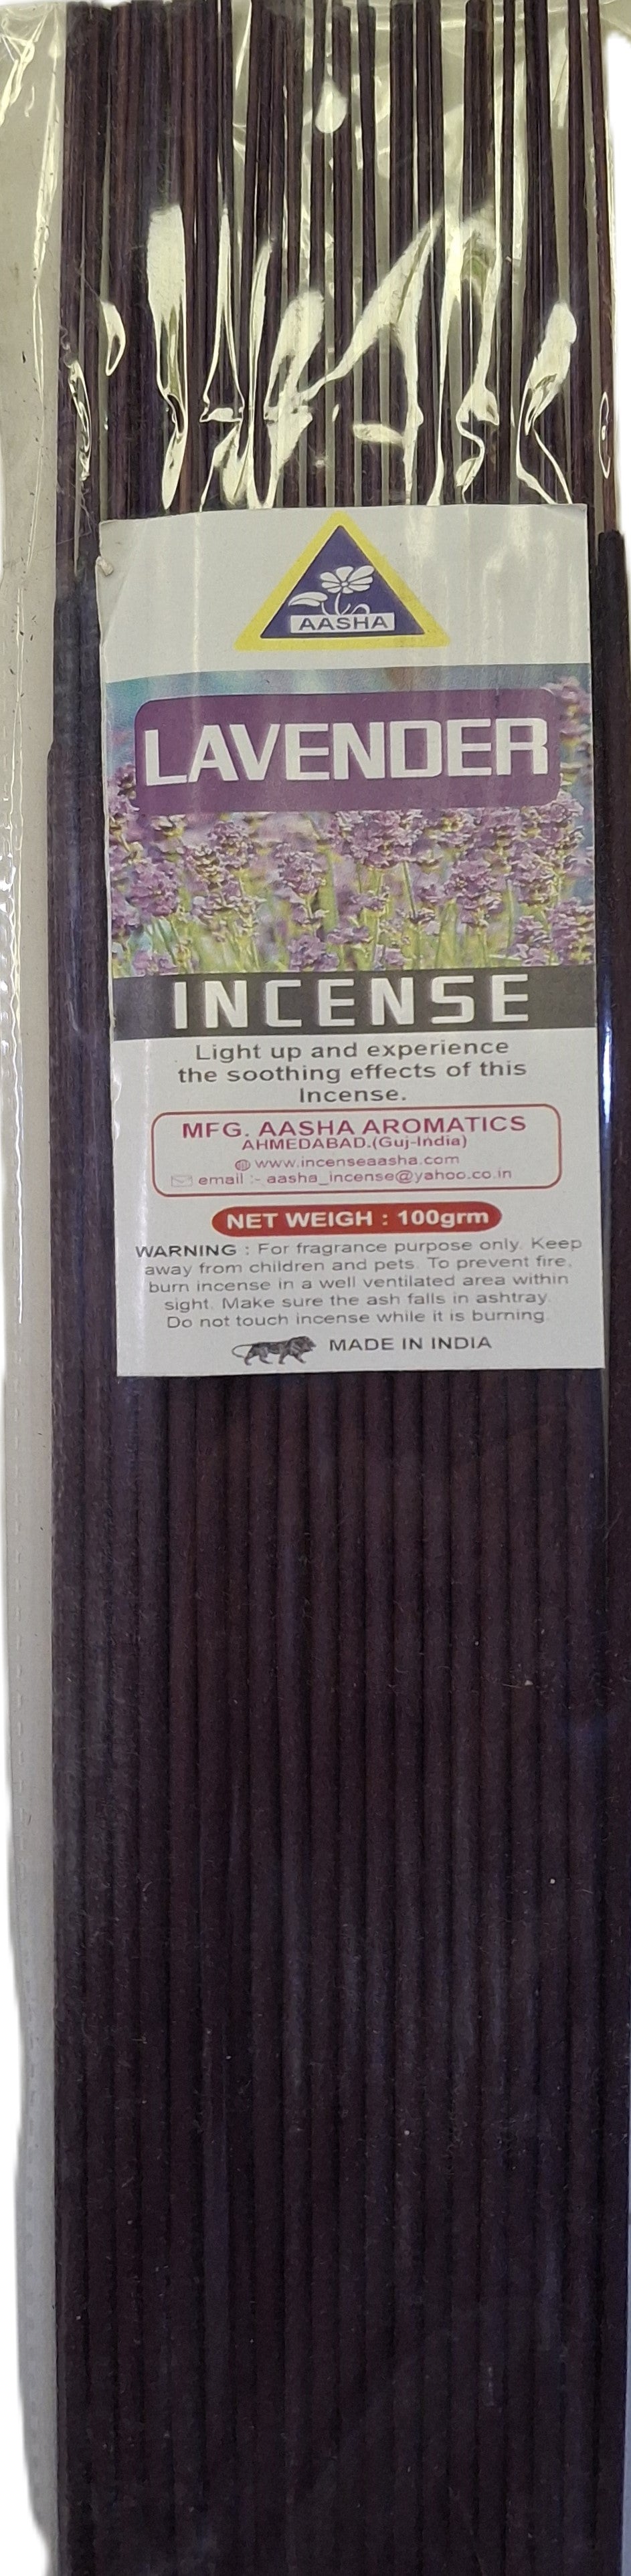 AASHA
LAVENDER
INCENSE
Light up and experience
the soothing effects of this
Incense.
MFG. AASHA AROMATICS
AHMEDABAD.(Guj-India)
www.incenseaasha.com
email :- aasha_incense@yahoo.co.in
NET WEIGH : 100grm
WARNING : For fragrance purpose only. Keep
away from children and pets. To prevent fire,
burn incense in a well ventilated area within
sight. Make sure the ash falls in ashtray.
Do not touch incense while it is burning.
MADE IN INDIA